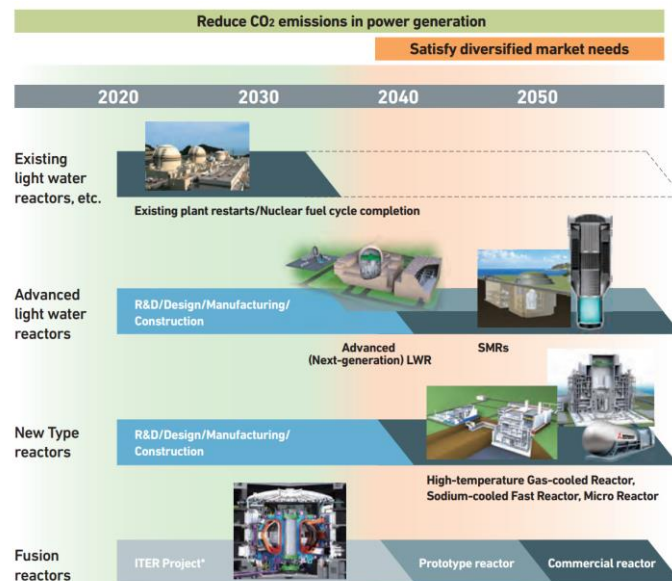 Reduce CO₂ emissions in power generation
Satisfy diversified market needs
2020 2030 2040 2050
Existing
light water
reactors, etc.
Existing plant restarts/Nuclear fuel cycle completion
Advanced
light water
reactors
R&D/Design/Manufacturing/
Construction
Advanced
(Next-generation) LWR
SMRs
New Type
reactors
R&D/Design/Manufacturing/
Construction
High-temperature Gas-cooled Reactor,
Sodium-cooled Fast Reactor, Micro Reactor
Fusion
reactors
ITER Project*
Prototype reactor
Commercial reactor